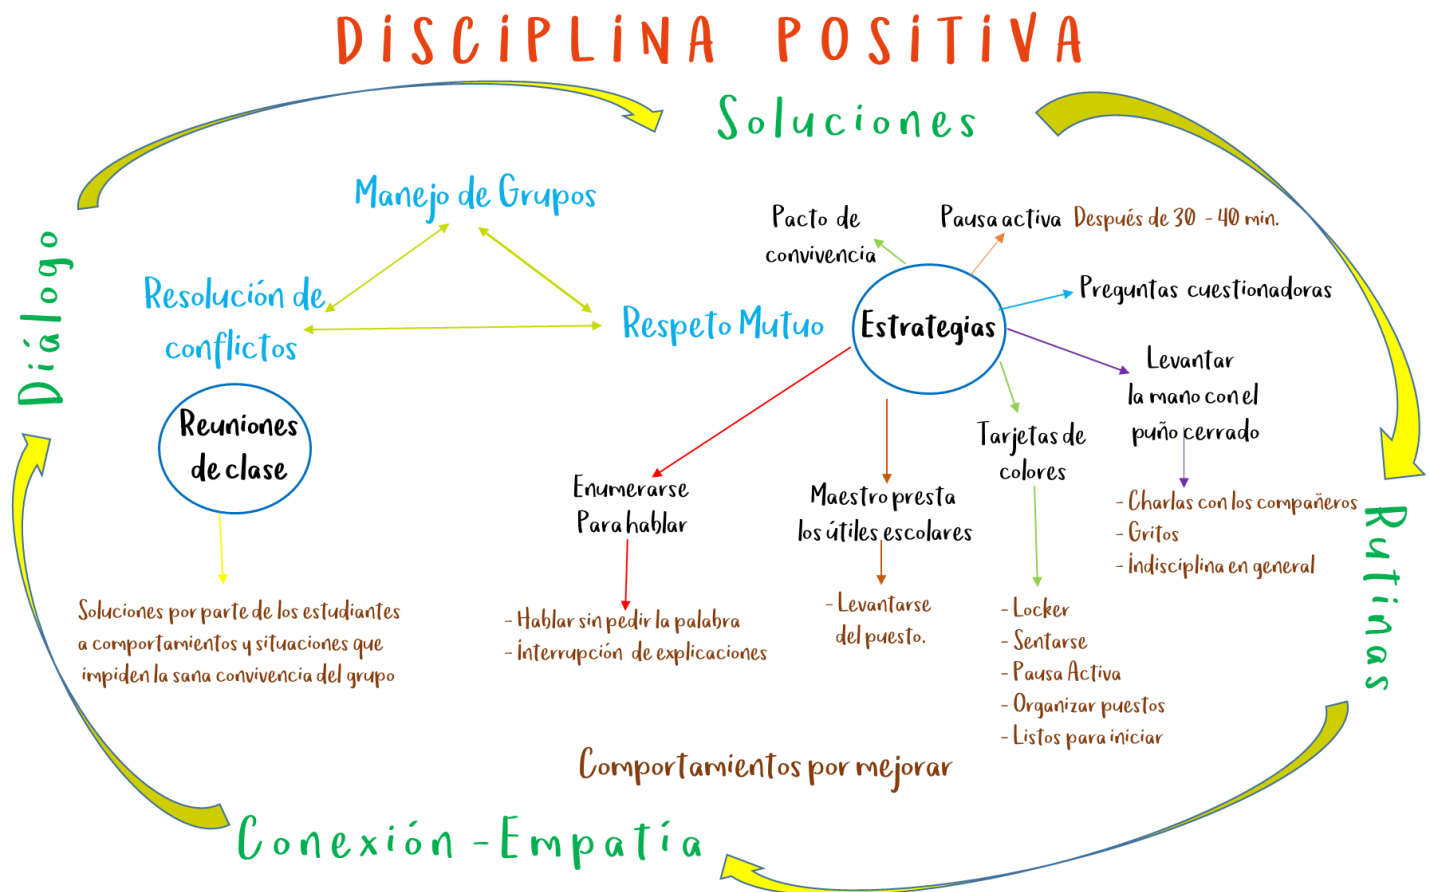 DISCIPLINA POSITIVA
Soluciones
Manejo de Grupos
Resolución de
conflictos
Respeto Mutuo
Diálogo
Reuniones
de clase
Soluciones por parte de los estudiantes
a comportamientos y situaciones que
impiden la sana convivencia del grupo
Estrategias
Pacto de
convivencia
Pausa activa Después de 30 - 40 min.
Preguntas cuestionadoras
Levantar
la mano con el
puño cerrado
- Charlas con los compañeros
- Gritos
- Indisciplina en general
Tarjetas de
colores
- Locker
- Sentarse
- Pausa Activa
- Organizar puestos
- Listos para iniciar
Maestro presta
los útiles escolares
- Levantarse
del puesto.
Enumerarse
Para hablar
- Hablar sin pedir la palabra
- Interrupción de explicaciones
Rutinas
Comportamientos por mejorar
Conexión - Empatía